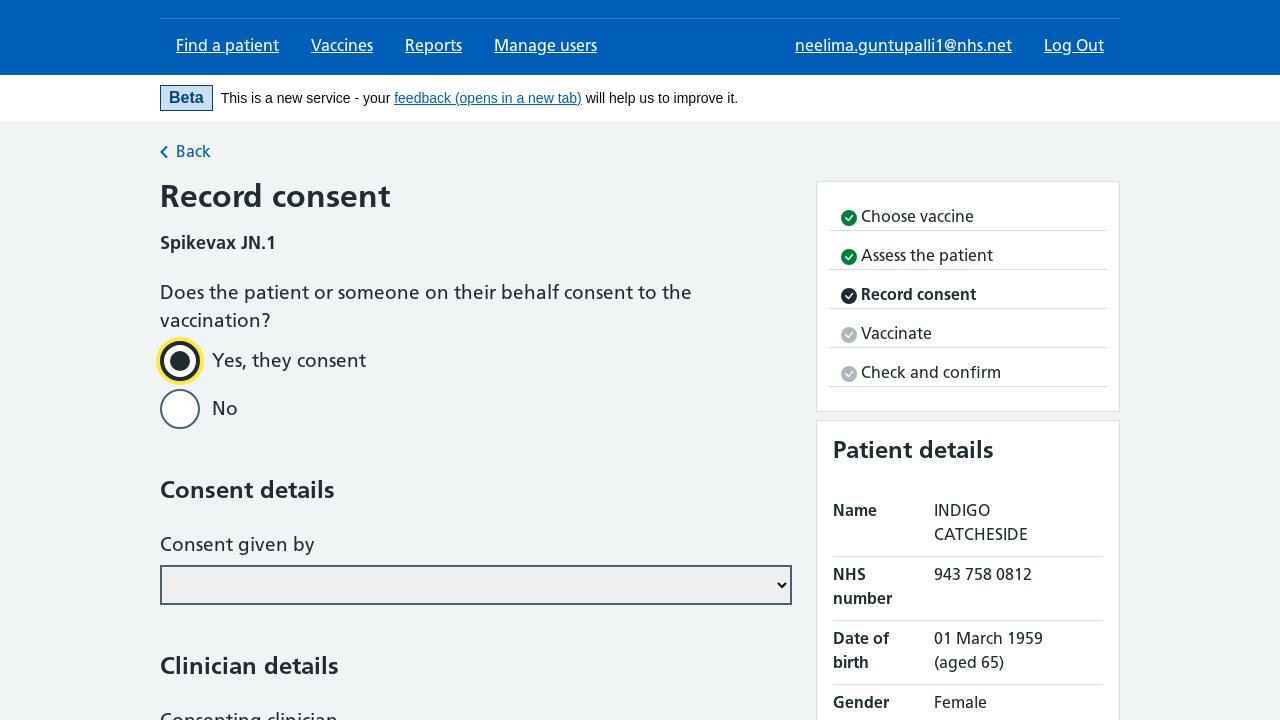 Find a patient
Vaccines
Reports
Manage users
neelima.guntupalli1@nhs.net
Log Out
Beta
This is a new service - your feedback (opens in a new tab) will help us to improve it.
Back
Record consent
Spikevax JN.1
Does the patient or someone on their behalf consent to the
vaccination?
Yes, they consent
No
Consent details
Consent given by
Clinician details
Consenting clinician
Choose vaccine
Assess the patient
Record consent
Vaccinate
Check and confirm
Patient details
Name
INDIGO
CATCHESIDE
NHS
number
943 758 0812
Date of
birth
01 March 1959
(aged 65)
Gender
Female